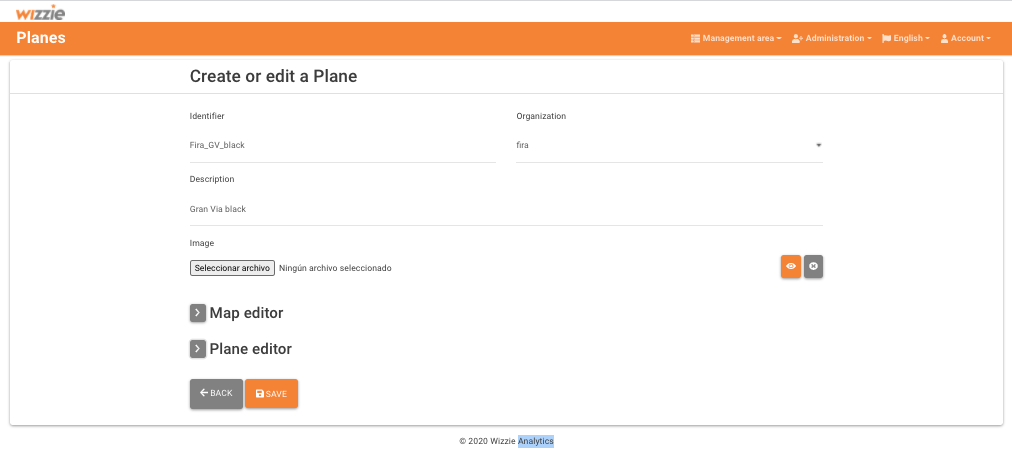 wizzie
Planes
Management area
Administration
English
Account
Create or edit a Plane
Identifier
Organization
Fira_GV_black
fira
Description
Gran Via black
Image
Seleccionar archivo Ningún archivo seleccionado
Map editor
Plane editor
BACK
SAVE
© 2020 Wizzie Analytics